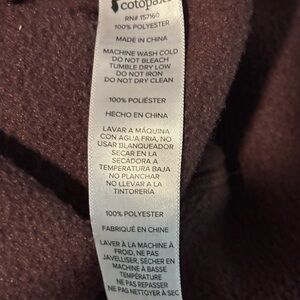 cotopaxi
RN# 157160
100% POLYESTER
MADE IN CHINA
MACHINE WASH COLD
DO NOT BLEACH
TUMBLE DRY LOW
DO NOT IRON
DO NOT DRY CLEAN
100% POLIÉSTER
HECHO EN CHINA
LAVAR A MÁQUINA
CON AGUA FRIA, NO
USAR BLANQUEADOR
SECAR EN LA
SECADORA A
TEMPERATURA BAJA
NO PLANCHAR
NO LLEVAR A LA
TINTORERÍA
100% POLYESTER
FABRIQUÉ EN CHINE
LAVER À LA MACHINE À
FROID, NE PAS
JAVELLISER, SÉCHER EN
MACHINE À BASSE
TEMPÉRATURE
NE PAS REPASSER
NE PAS NETTOYER À SEC